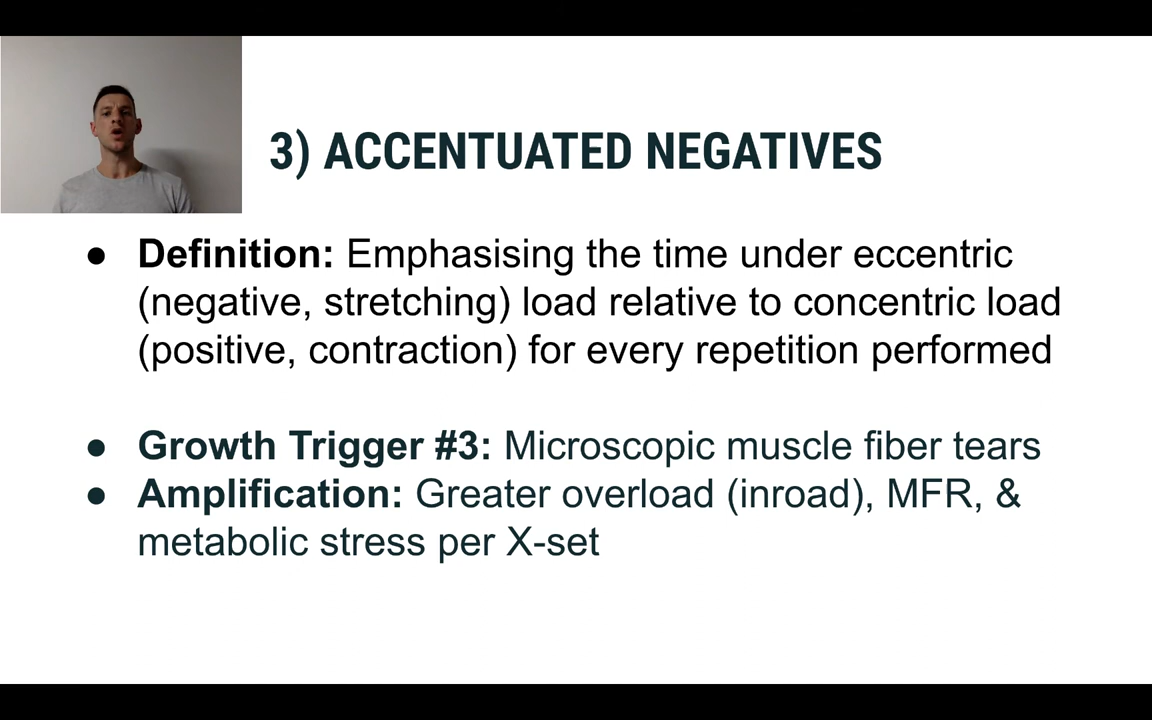 3) ACCENTUATED NEGATIVES
● Definition: Emphasising the time under eccentric
(negative, stretching) load relative to concentric load
(positive, contraction) for every repetition performed
● Growth Trigger #3: Microscopic muscle fiber tears
● Amplification: Greater overload (inroad), MFR, &
metabolic stress per X-set